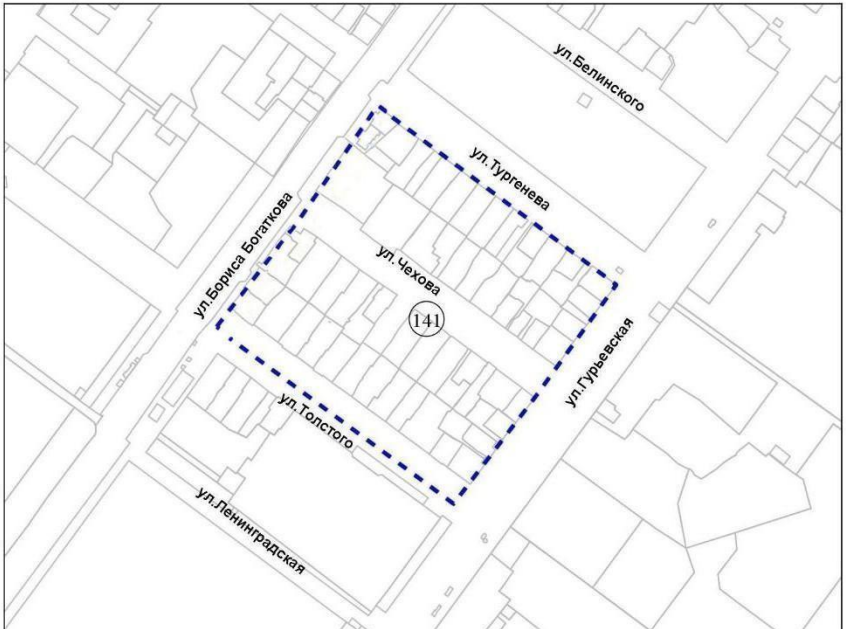 ул.Белинского
ул.Тургенева
ул.Бориса Богаткова
ул.Чехова
141
ул.Гурьевская
ул.Толстого
ул.Ленинградская